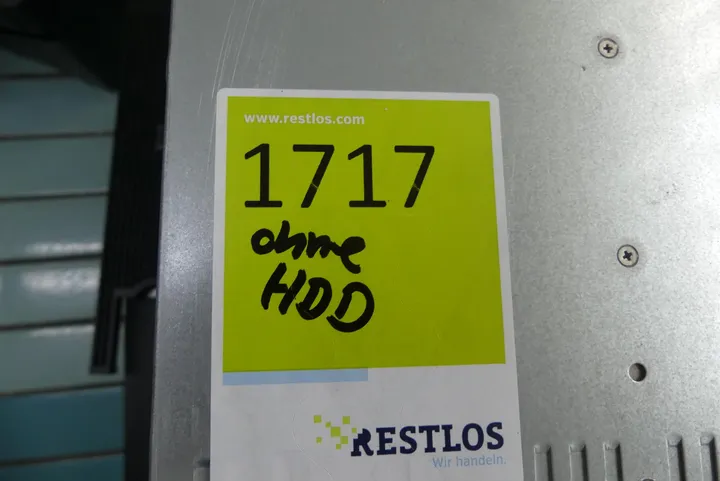 www.restlos.com
1717
ohne
HDD
RESTLOS
Wir handeln.